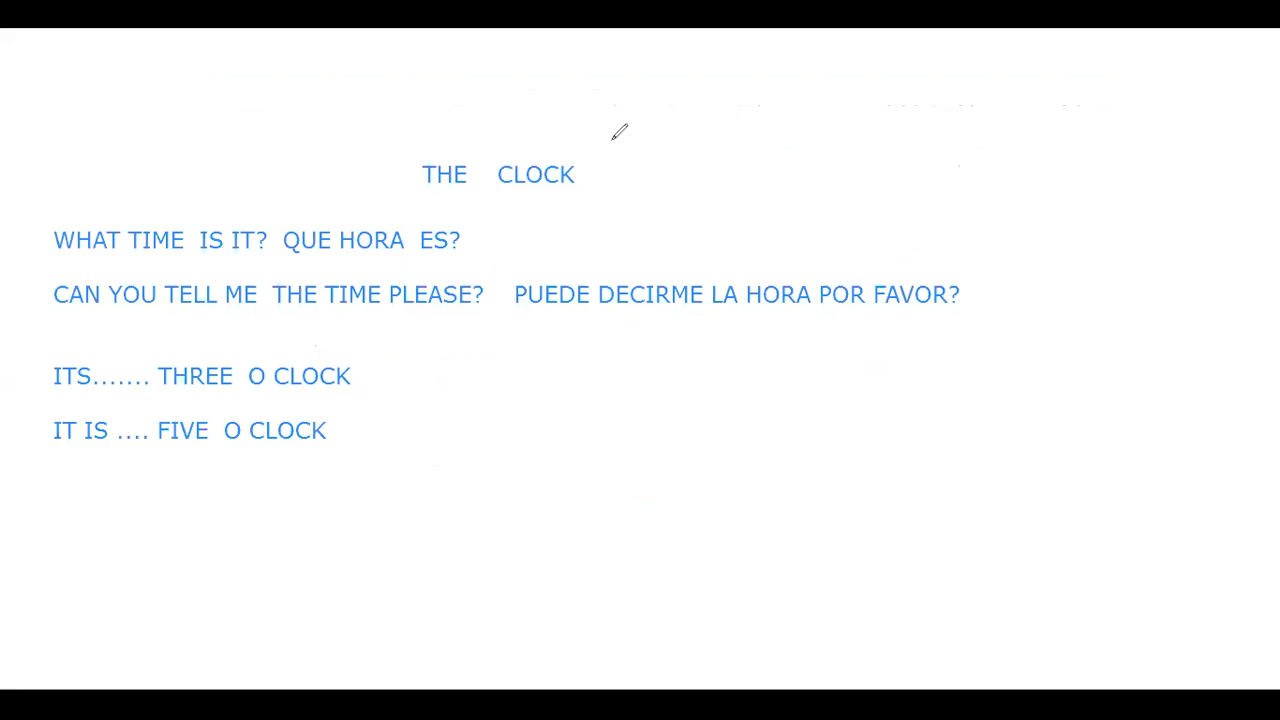 THE CLOCK
WHAT TIME IS IT? QUE HORA ES?
CAN YOU TELL ME THE TIME PLEASE? PUEDE DECIRME LA HORA POR FAVOR?
ITS....... THREE O CLOCK
IT IS .... FIVE O CLOCK